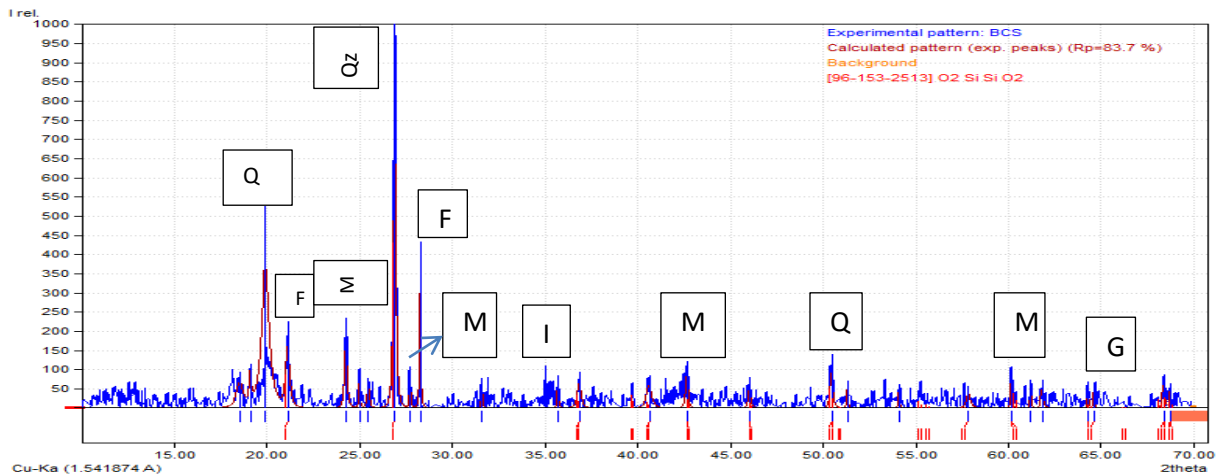 I rel.
1000
950
900
850
800
750
700
650
600
550
500
450
400
350
300
250
200
150
100
50
Experimental pattern: BCS
Calculated pattern (exp. peaks) (Rp=83.7 %)
Background
[96-153-2513] O2 Si Si O2
Qz
Q
F
F
M
M
I
M
Q
M
G
15.00 20.00 25.00 30.00 35.00 40.00 45.00 50.00 55.00 60.00 65.00 70.00
Cu-Ka (1.541874 A) 2theta